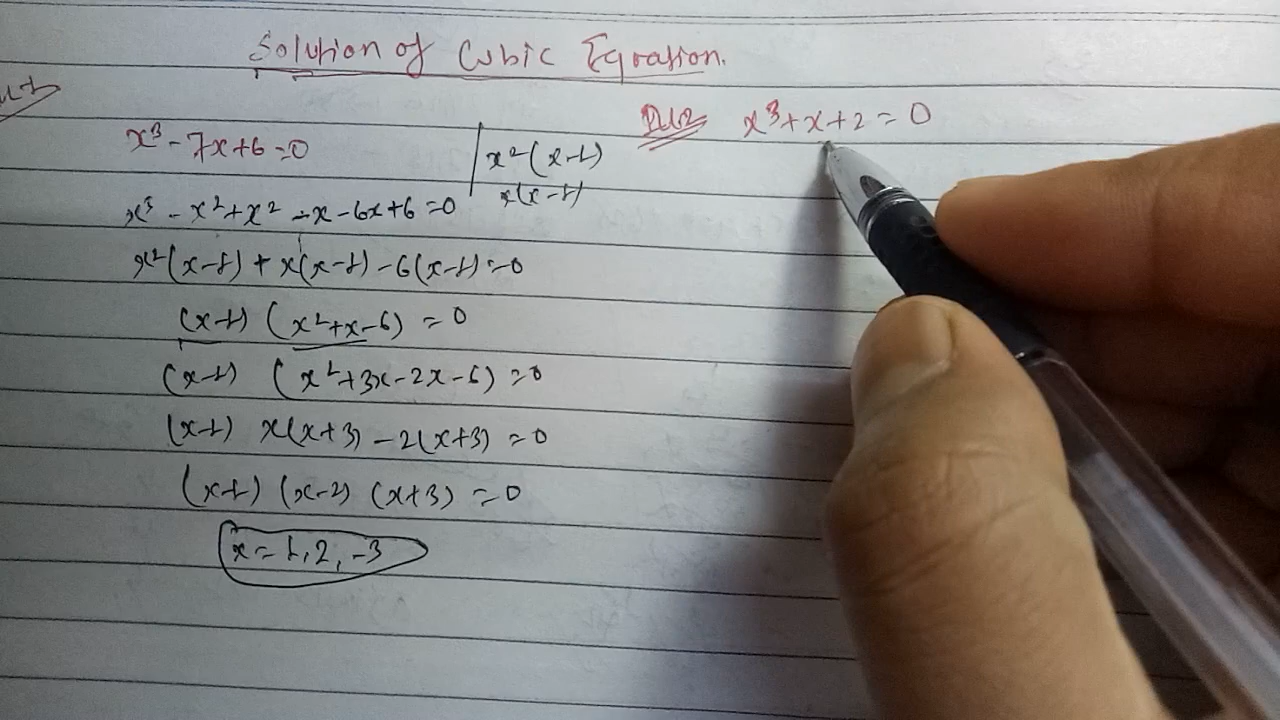 Solution of Cubic Equation.
x³ - 7x + 6 = 0
x³ - x² + x² - x - 6x + 6 = 0
x²(x-1) + x(x-1) - 6(x-1) = 0
(x-1) (x²+x-6) = 0
(x-1) (x²+3x-2x-6) = 0
(x-1) x(x+3) - 2(x+3) = 0
(x-1) (x-2) (x+3) = 0
x = 1, 2, -3
x²(x-1)
x(x-1)
x³ + x + 2 = 0